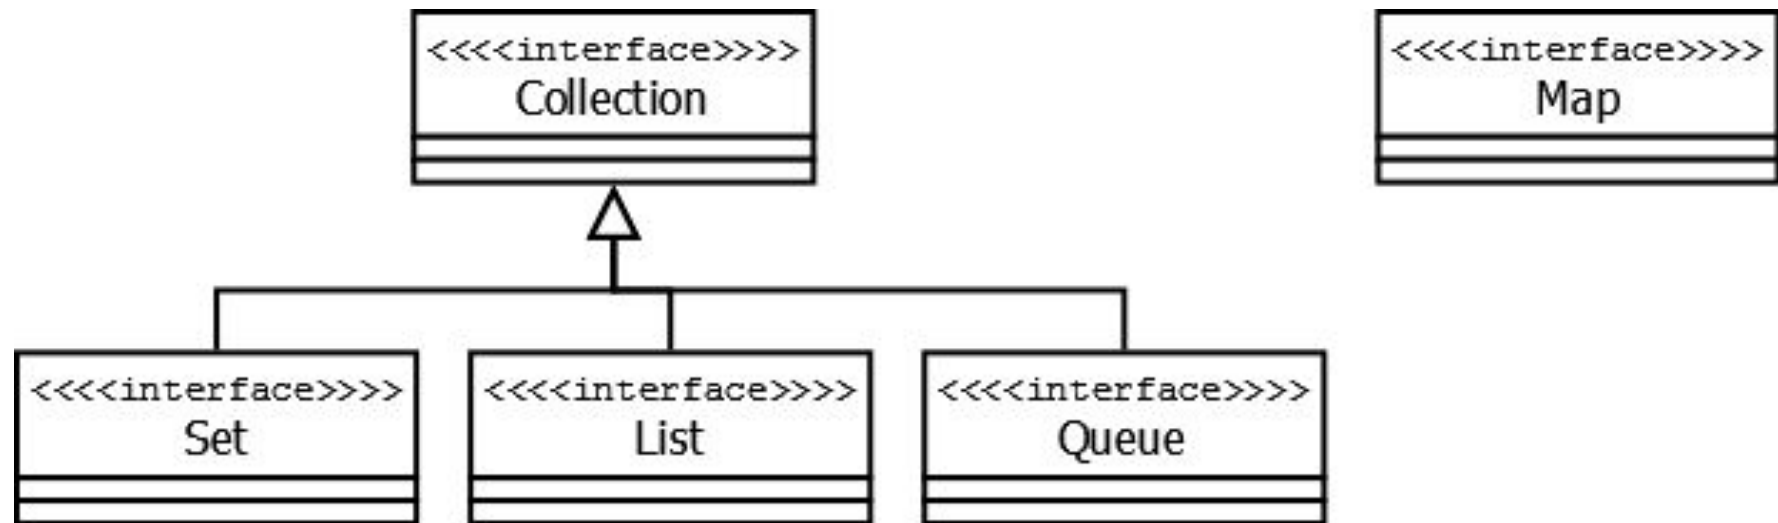 <<<<interface>>>>
Collection
<<<<interface>>>>
Map
<<<<interface>>>>
Set
<<<<interface>>>>
List
<<<<interface>>>>
Queue